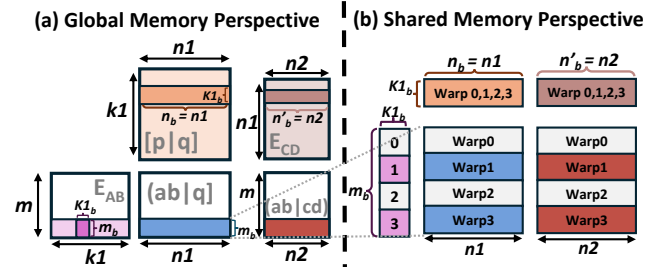 (a) Global Memory Perspective
n1
n2
k1
K1b
nb = n1
[p|q]
n1
n'b = n2
ECD
m
EAB
K1b
mb
k1
(ab|q]
mb
n1
m
(ab|cd)
n2
(b) Shared Memory Perspective
nb = n1
n'b = n2
K1b
Warp 0,1,2,3
Warp 0,1,2,3
K1b
mb
0
Warp0
Warp0
1
Warp1
Warp1
2
Warp2
Warp2
3
Warp3
Warp3
n1
n2